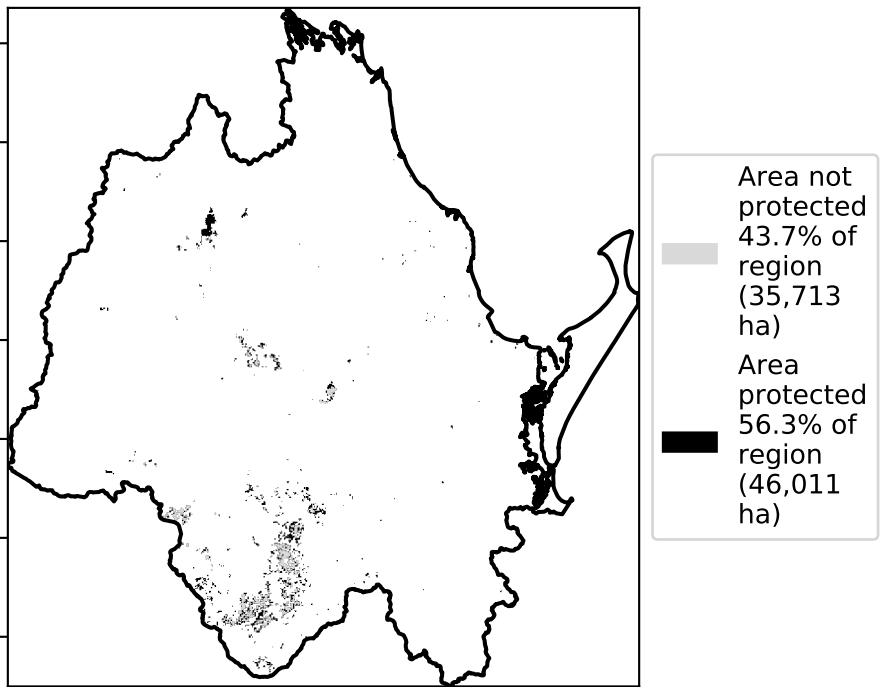 Area not
protected
43.7% of
region
(35,713
ha)
Area
protected
56.3% of
region
(46,011
ha)